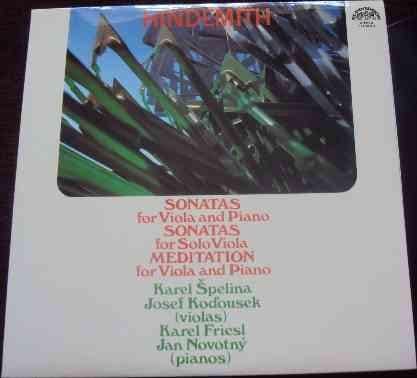 HINDEMITH
SONATAS
for Viola and Piano
SONATAS
for Solo Viola
MEDITATION
for Viola and Piano
Karel Špelina
Josef Koďousek
(violas)
Karel Friesl
Jan Novotný
(pianos)